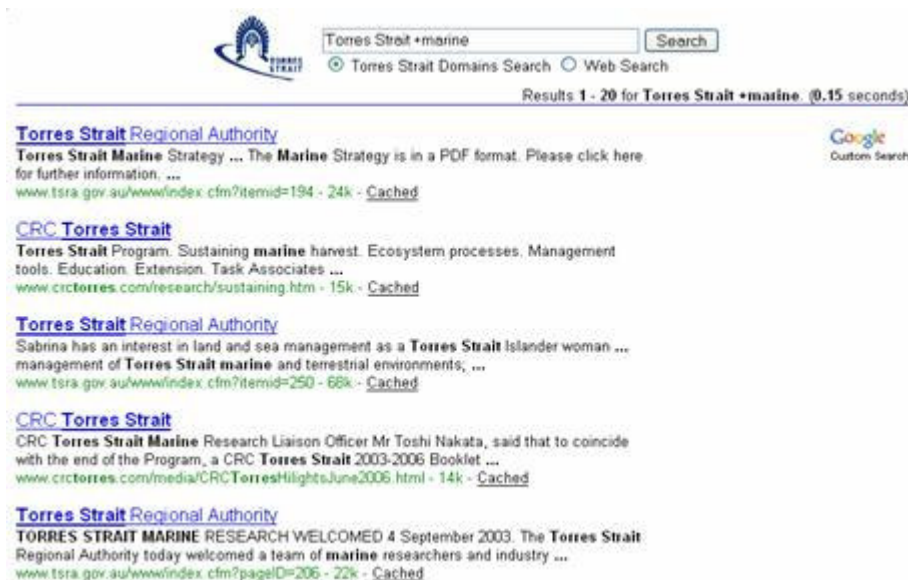 TORRES
STRAIT
Torres Strait +marine
Search
Torres Strait Domains Search Web Search
Results 1 - 20 for Torres Strait +marine. (0.15 seconds)
Google
Custom Search
Torres Strait Regional Authority
Torres Strait Marine Strategy ... The Marine Strategy is in a PDF format. Please click here
for further information. ...
www.tsra.gov.au/www/index.cfm?itemid=194 - 24k - Cached
CRC Torres Strait
Torres Strait Program. Sustaining marine harvest. Ecosystem processes. Management
tools. Education. Extension. Task Associates ...
www.crctorres.com/research/sustaining.htm - 15k - Cached
Torres Strait Regional Authority
Sabrina has an interest in land and sea management as a Torres Strait Islander woman ...
management of Torres Strait marine and terrestrial environments, ...
www.tsra.gov.au/www/index.cfm?itemid=250 - 68k - Cached
CRC Torres Strait
CRC Torres Strait Marine Research Liaison Officer Mr Toshi Nakata, said that to coincide
with the end of the Program, a CRC Torres Strait 2003-2006 Booklet ...
www.crctorres.com/media/CRCTorresHilightsJune2006.html - 14k - Cached
Torres Strait Regional Authority
TORRES STRAIT MARINE RESEARCH WELCOMED 4 September 2003. The Torres Strait
Regional Authority today welcomed a team of marine researchers and industry ...
www.tsra.gov.au/www/index.cfm?pageID=206 - 22k - Cached